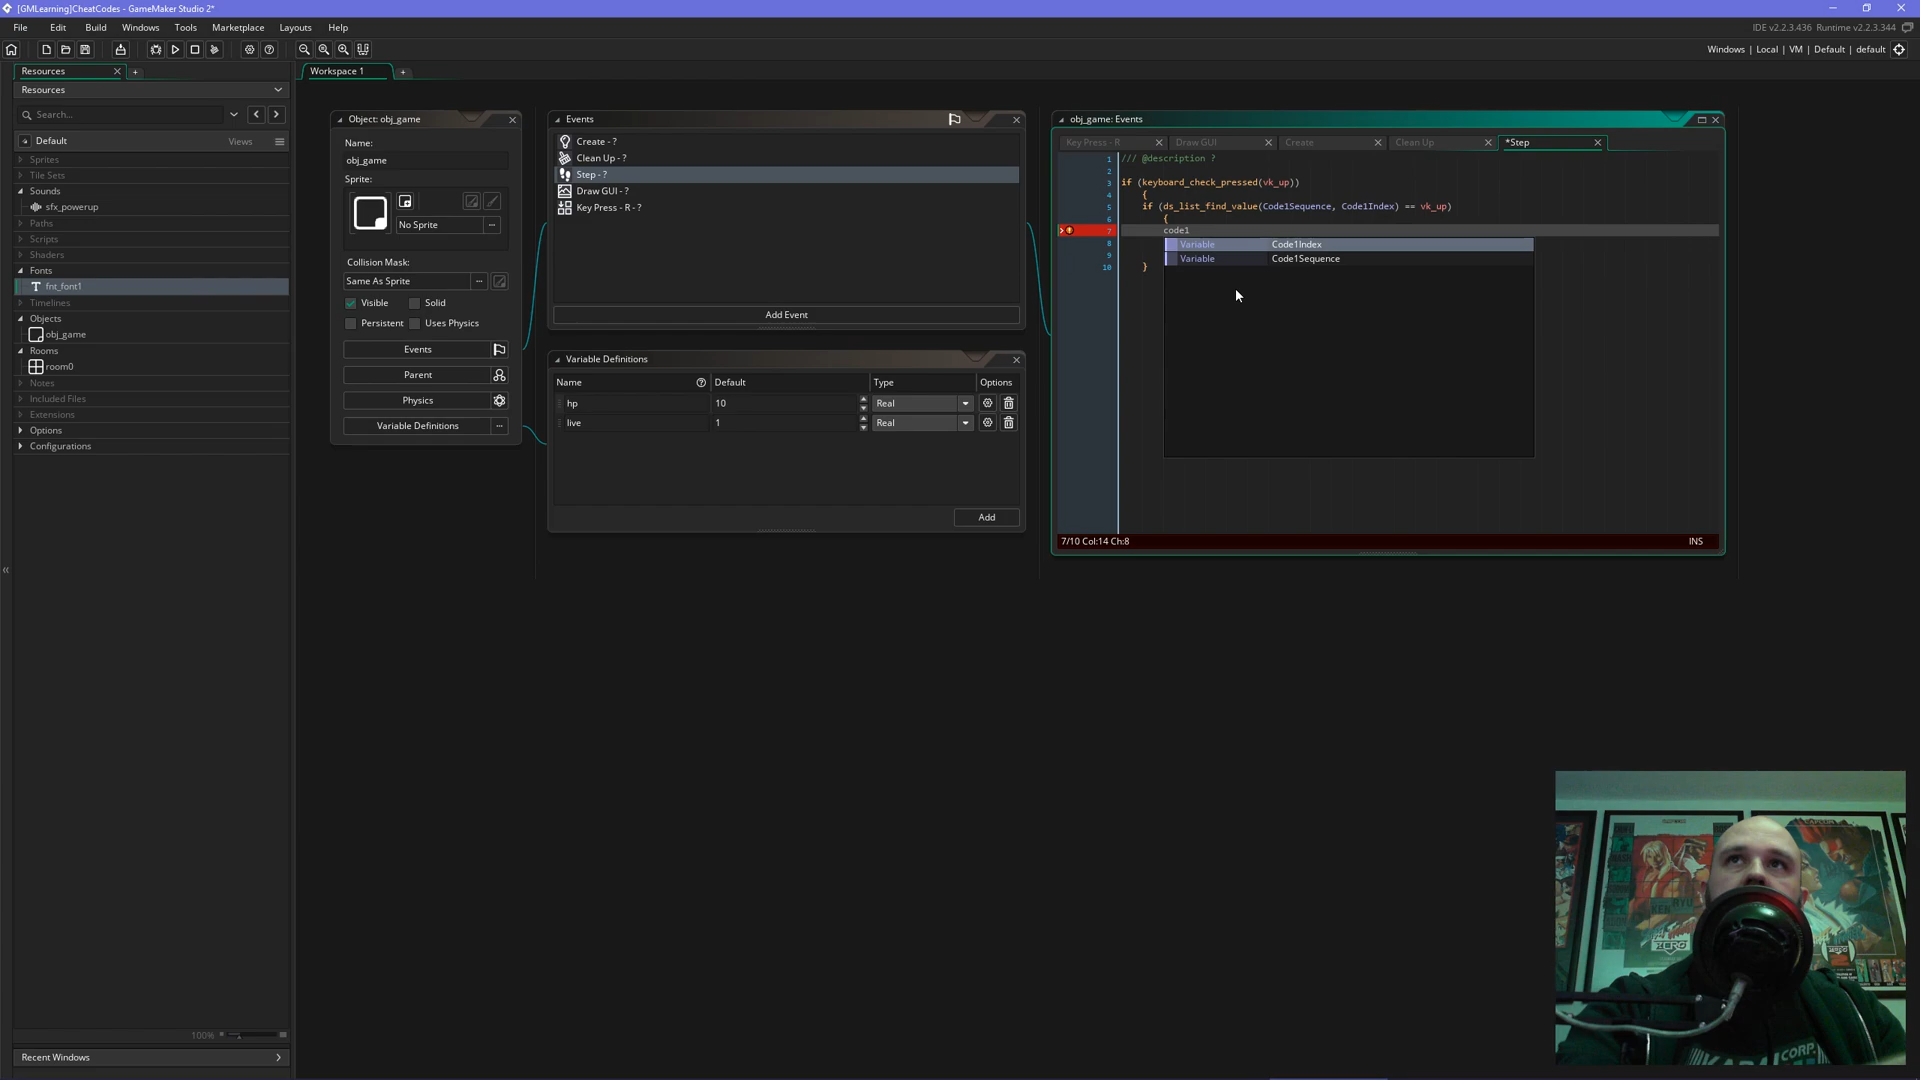 [GMLearning]CheatCodes - GameMaker Studio 2*
File Edit Build Windows Tools Marketplace Layouts Help
IDE v2.2.3.436 Runtime v2.2.3.344
Windows | Local | VM | Default | default
Resources
Workspace 1
Resources
Search...
Default
Views
Sprites
Tile Sets
Sounds
sfx_powerup
Paths
Scripts
Shaders
Fonts
fnt_font1
Timelines
Objects
obj_game
Rooms
room0
Notes
Included Files
Extensions
Options
Configurations
100%
Recent Windows
Object: obj_game
Name:
obj_game
Sprite:
No Sprite
Collision Mask:
Same As Sprite
Visible Solid
Persistent Uses Physics
Events
Parent
Physics
Variable Definitions
Events
Create - ?
Clean Up - ?
Step - ?
Draw GUI - ?
Key Press - R - ?
Add Event
Variable Definitions
Name Default Type Options
hp 10 Real
live 1 Real
Add
obj_game: Events
Key Press - R Draw GUI Create Clean Up *Step
1 /// @description ?
2
3 if (keyboard_check_pressed(vk_up))
4 {
5 if (ds_list_find_value(Code1Sequence, Code1Index) == vk_up)
6 {
7 code1
8
9
10 }
Variable Code1Index
Variable Code1Sequence
7/10 Col:14 Ch:8
INS
CORP.